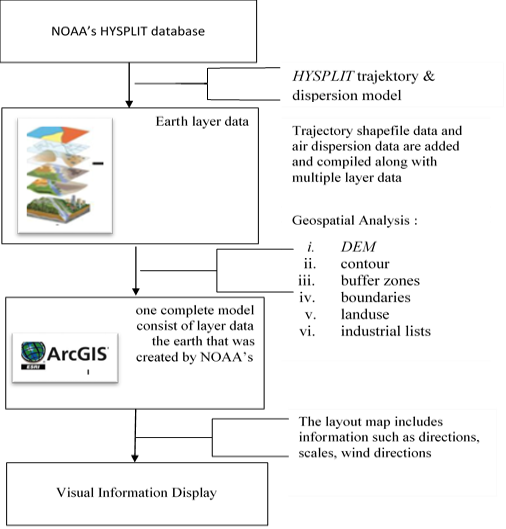 NOAA's HYSPLIT database
HYSPLIT trajektory &
dispersion model
Earth layer data
Trajectory shapefile data and
air dispersion data are added
and compiled along with
multiple layer data
Geospatial Analysis :
i. DEM
ii. contour
iii. buffer zones
iv. boundaries
v. landuse
vi. industrial lists
one complete model
consist of layer data
the earth that was
created by NOAA's
ArcGIS
ESRI
The layout map includes
information such as directions,
scales, wind directions
Visual Information Display